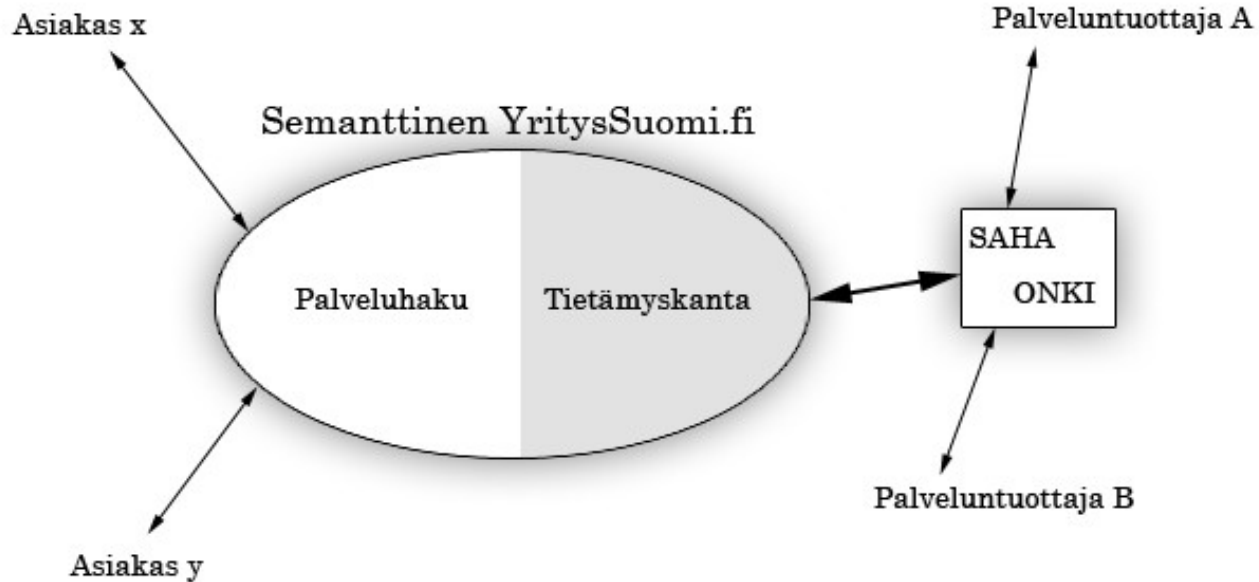 Asiakas x
Palveluntuottaja A
Semanttinen YritysSuomi.fi
Palveluhaku
Tietämyskanta
SAHA
ONKI
Palveluntuottaja B
Asiakas y